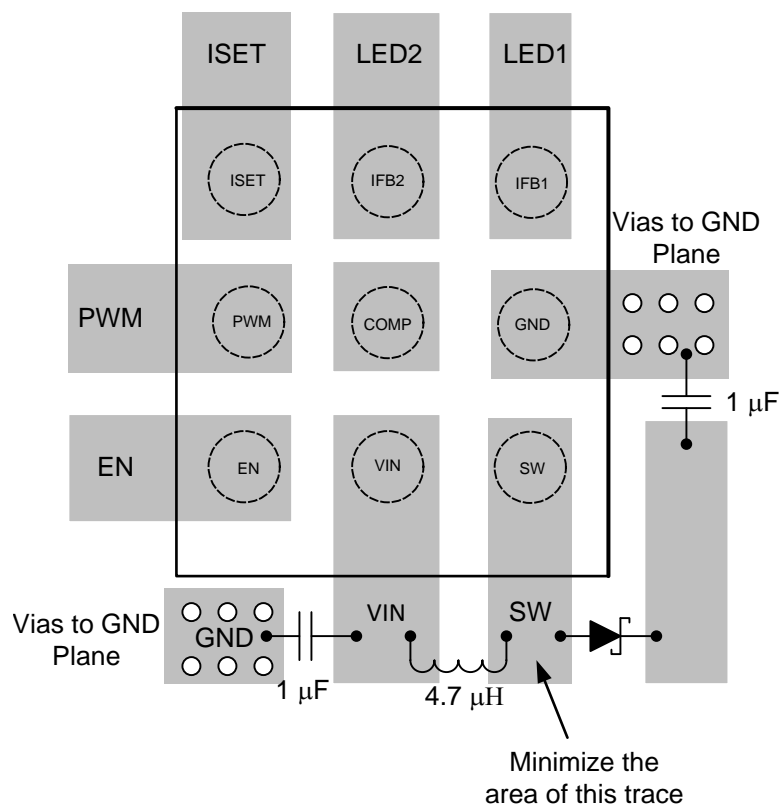 ISET LED2 LED1
ISET IFB2 IFB1
Vias to GND
Plane
PWM PWM COMP GND
1 μF
EN EN VIN SW
Vias to GND
Plane
GND
VIN SW
1 μF
4.7 μH
Minimize the
area of this trace